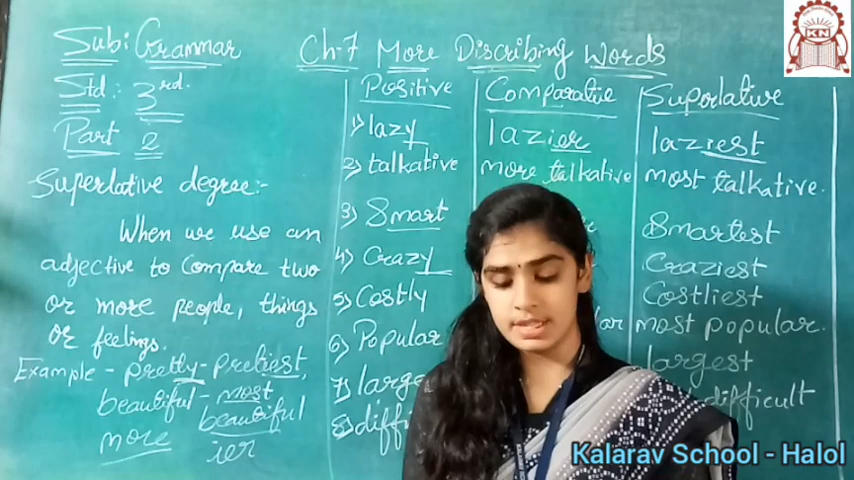 Sub: Grammar
Ch-7 More Discribing Words
Std: 3rd.
Part 2
Superlative degree:-
When we use an
adjective to Compare two
or more people, things
or feelings.
Example - pretty - pretiest,
beautiful - most
beautiful
more ier
Positive Comparative Suporlative
1) lazy lazier laziest
2) talkative more talkative most talkative.
3) Smart Smartest
4) Crazy Craziest
5) Costly Costliest
6) Popular most popular.
7) large largest
8) difficult
KN
Kalarav School - Halol